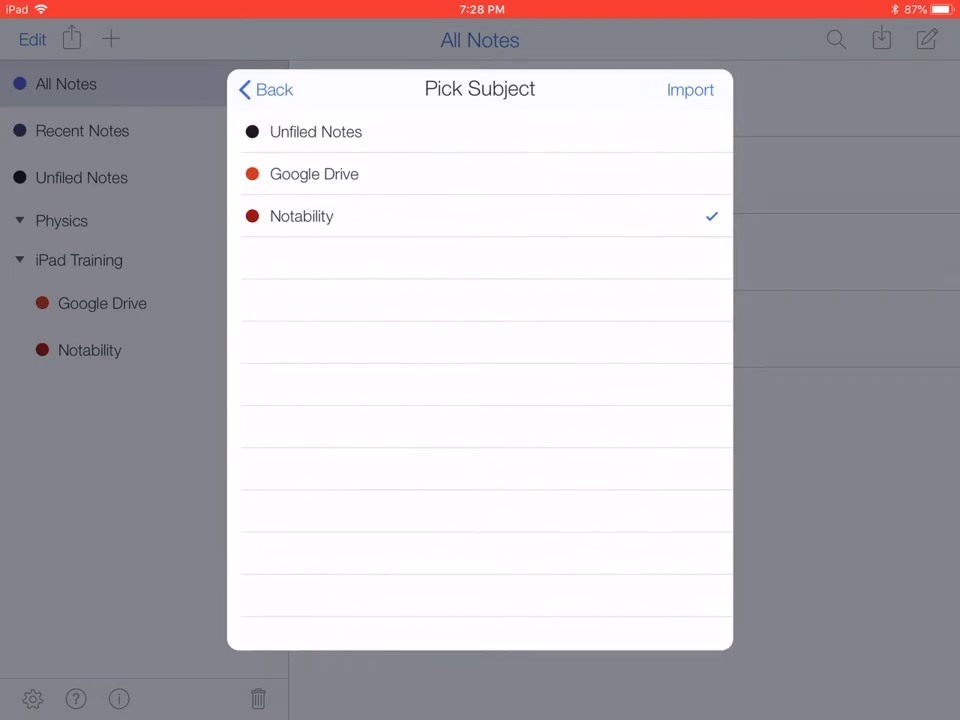 iPad 7:28 PM 87%
Edit All Notes
All Notes
Recent Notes
Unfiled Notes
Physics
iPad Training
Google Drive
Notability
Back Pick Subject Import
Unfiled Notes
Google Drive
Notability